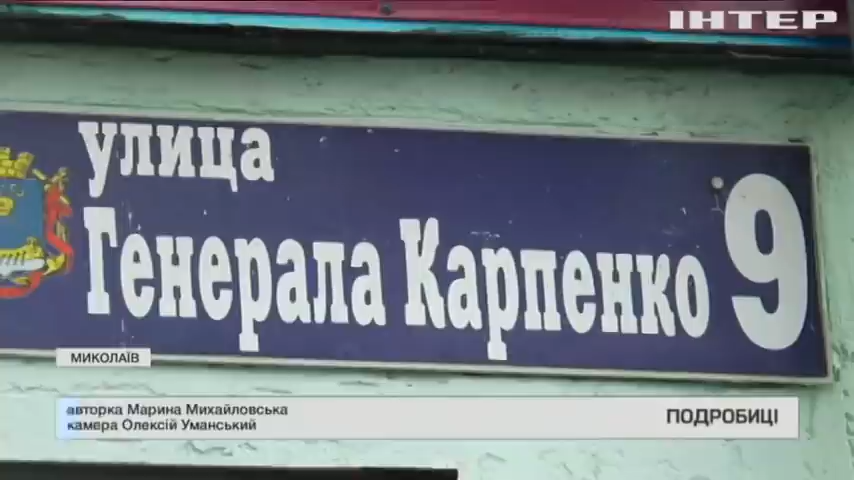 ІНТЕР
улица
Генерала Карпенко 9
МИКОЛАЇВ
авторка Марина Михайловська
камера Олексій Уманський
ПОДРОБИЦІ